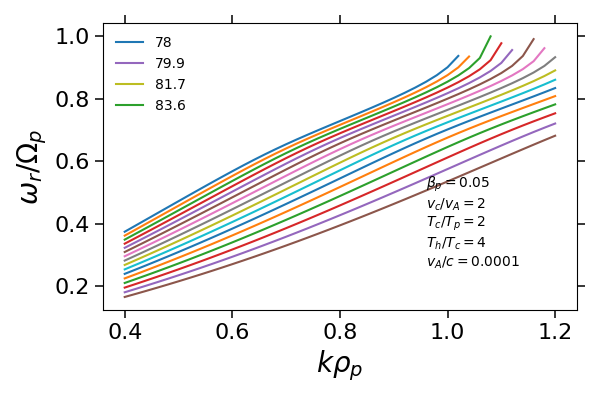 1.0
0.8
0.6
0.4
0.2
ω_r/Ω_p
78
79.9
81.7
83.6
β_p = 0.05
v_c/v_A = 2
T_c/T_p = 2
T_h/T_c = 4
v_A/c = 0.0001
0.4 0.6 0.8 1.0 1.2
kρ_p